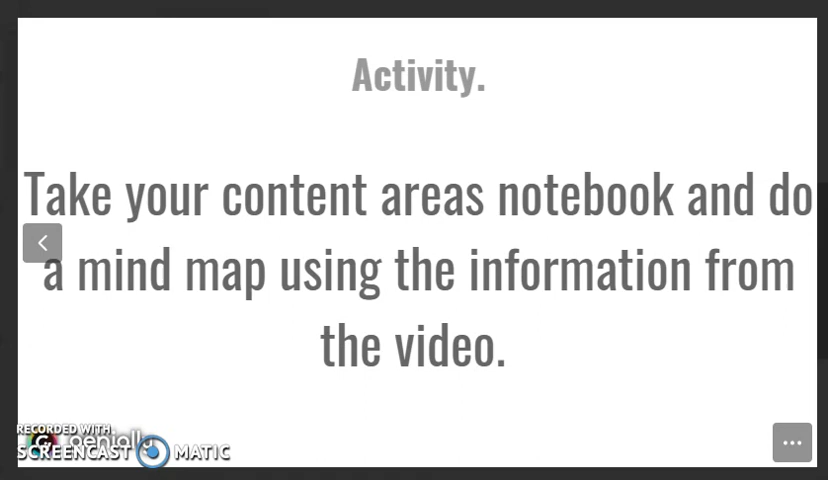 Activity.
Take your content areas notebook and do
a mind map using the information from
the video.
RECORDED WITH
genially
SCREENCAST MATIC